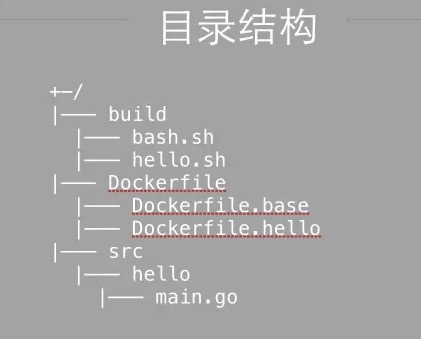 目录结构
+—/
|—— build
  |—— bash.sh
  |—— hello.sh
|—— Dockerfile
  |—— Dockerfile.base
  |—— Dockerfile.hello
|—— src
  |—— hello
    |—— main.go